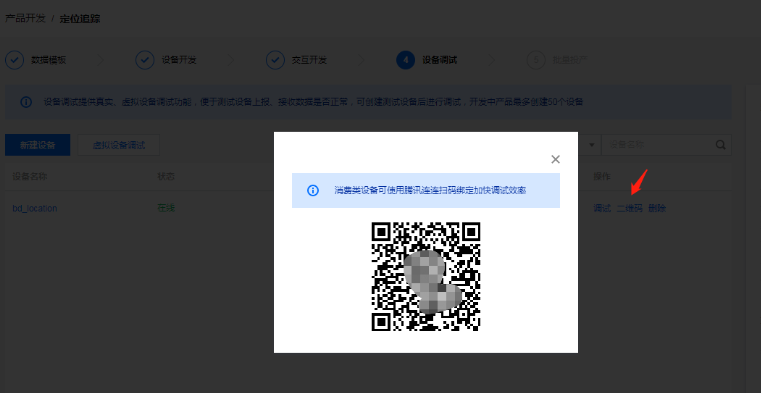 产品开发 / 定位追踪
数据模板
设备开发
交互开发
4 设备调试
批量投产
设备调试提供真实、虚拟设备调试功能，便于测试设备上报、接收数据是否正常，可创建测试设备后进行调试，开发中产品最多创建50个设备
新建设备 虚拟设备调试
设备名称 状态 操作
bd_location 在线 调试 二维码 删除
消费类设备可使用腾讯连连扫码绑定加快调试效率